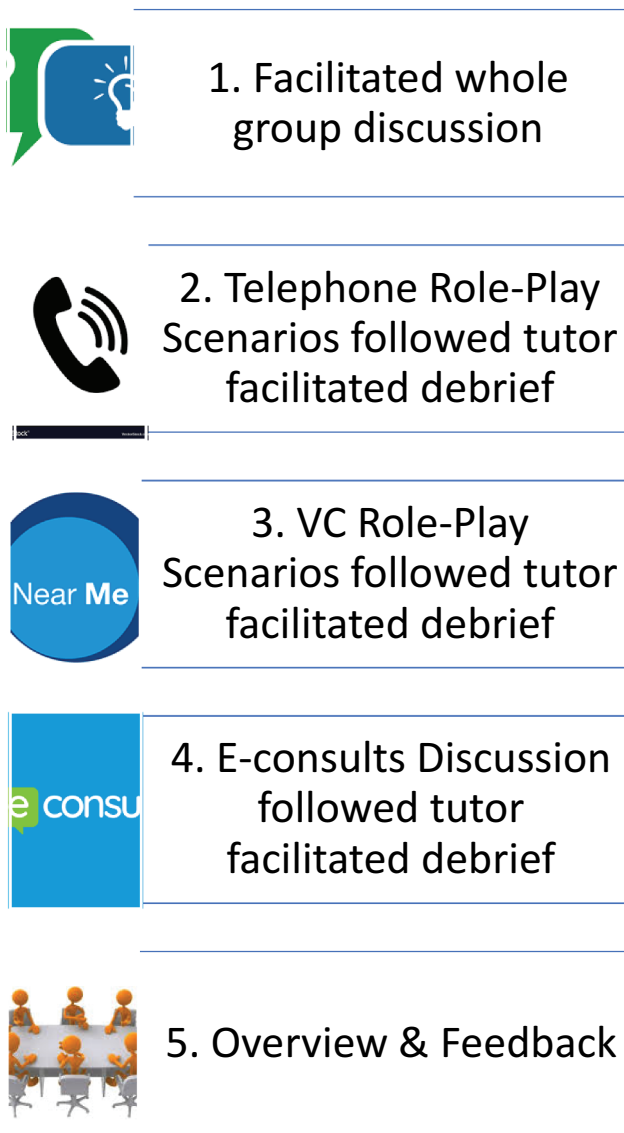 1. Facilitated whole
group discussion
2. Telephone Role-Play
Scenarios followed tutor
facilitated debrief
3. VC Role-Play
Scenarios followed tutor
facilitated debrief
Near Me
4. E-consults Discussion
followed tutor
facilitated debrief
e consu
5. Overview & Feedback